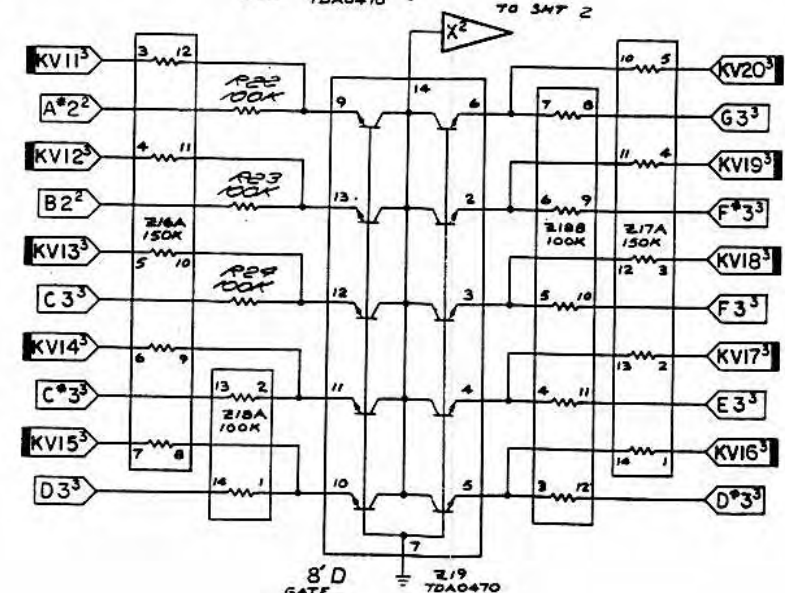 TDA0470
TO SHT 2
X²
KV11³
3 12
10 5
KV20³
A#2²
R22
100K
9
14
6
7 8
G3³
KV12³
4 11
11 4
KV19³
B2²
R23
100K
13
2
6 9
F#3³
Z16A
150K
Z18B
100K
Z17A
150K
KV13³
5 10
12 3
KV18³
C3³
R24
100K
12
3
5 10
F3³
KV14³
6 9
13 2
KV17³
C#3³
13 2
11
4
4 11
E3³
Z18A
100K
KV15³
7 8
14 1
KV16³
D3³
14 1
10
5
3 12
D#3³
7
8' D
GATE
Z19
TDA0470